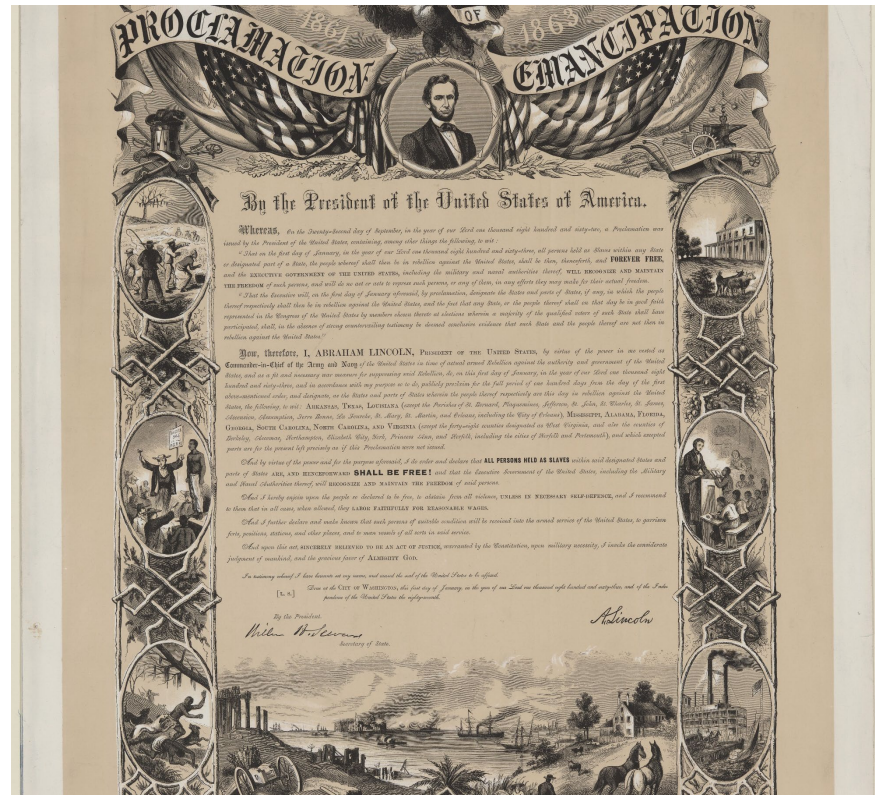 1861 OF 1863
PROCLAMATION EMANCIPATION
By the President of the United States of America.
Whereas, On the Twenty-Second day of September, in the year of our Lord one thousand eight hundred and sixty-two, a Proclamation was
issued by the President of the United States, containing, among other things the following, to wit:
"That on the first day of January, in the year of our Lord one thousand eight hundred and sixty-three, all persons held as Slaves within any State
or designated part of a State, the people whereof shall then be in rebellion against the United States, shall be then, thenceforth, and FOREVER FREE,
and the EXECUTIVE GOVERNMENT OF THE UNITED STATES, including the military and naval authorities thereof, WILL RECOGNIZE AND MAINTAIN
THE FREEDOM of such persons, and will do no act or acts to repress such persons, or any of them, in any efforts they may make for their actual freedom.
"That the Executive will, on the first day of January aforesaid, by proclamation, designate the States and parts of States, if any, in which the people
thereof respectively shall then be in rebellion against the United States, and the fact that any State, or the people thereof shall on that day be in good faith
represented in the Congress of the United States by members chosen thereto at elections wherein a majority of the qualified voters of such State shall have
participated, shall, in the absence of strong countervailing testimony be deemed conclusive evidence that such State and the people thereof are not then in
rebellion against the United States."
Now, therefore, I, ABRAHAM LINCOLN, PRESIDENT OF THE UNITED STATES, by virtue of the power in me vested as
Commander-in-Chief of the Army and Navy of the United States in time of actual armed Rebellion against the authority and government of the United
States, and as a fit and necessary war measure for suppressing said Rebellion, do, on this first day of January, in the year of our Lord one thousand eight
hundred and sixty-three, and in accordance with my purpose so to do, publicly proclaim for the full period of one hundred days from the day of the first
above-mentioned order, and designate, as the States and parts of States wherein the people thereof respectively are this day in rebellion against the United
States, the following, to wit: ARKANSAS, TEXAS, LOUISIANA (except the Parishes of St. Bernard, Plaquemines, Jefferson, St. John, St. Charles, St. James,
Ascension, Assumption, Terre Bonne, La Fourche, St. Mary, St. Martin, and Orleans, including the City of Orleans), MISSISSIPPI, ALABAMA, FLORIDA,
GEORGIA, SOUTH CAROLINA, NORTH CAROLINA, AND VIRGINIA (except the forty-eight counties designated as West Virginia, and also the counties of
Berkeley, Accomac, Northampton, Elizabeth City, York, Princess Ann, and Norfolk, including the cities of Norfolk and Portsmouth), and which excepted
parts are for the present left precisely as if this Proclamation were not issued.
And by virtue of the power and for the purpose aforesaid, I do order and declare that ALL PERSONS HELD AS SLAVES within said designated States and
parts of States ARE, AND HENCEFORWARD SHALL BE FREE! and that the Executive Government of the United States, including the Military
and Naval Authorities thereof, will RECOGNIZE AND MAINTAIN THE FREEDOM of said persons.
And I hereby enjoin upon the people so declared to be free, to abstain from all violence, UNLESS IN NECESSARY SELF-DEFENCE, and I recommend
to them that in all cases, when allowed, they LABOR FAITHFULLY FOR REASONABLE WAGES.
And I further declare and make known that such persons of suitable condition will be received into the armed service of the United States, to garrison
forts, positions, stations, and other places, and to man vessels of all sorts in said service.
And upon this act, SINCERELY BELIEVED TO BE AN ACT OF JUSTICE, warranted by the Constitution, upon military necessity, I invoke the considerate
judgment of mankind, and the gracious favor of ALMIGHTY GOD.
In testimony whereof I have hereunto set my name, and caused the seal of the United States to be affixed.
Done at the CITY OF WASHINGTON, this first day of January, in the year of our Lord one thousand eight hundred and sixty-three, and of the Inde-
[L. S.] pendence of the United States the eighty-seventh.
By the President.
A. Lincoln
William H. Seward
Secretary of State.